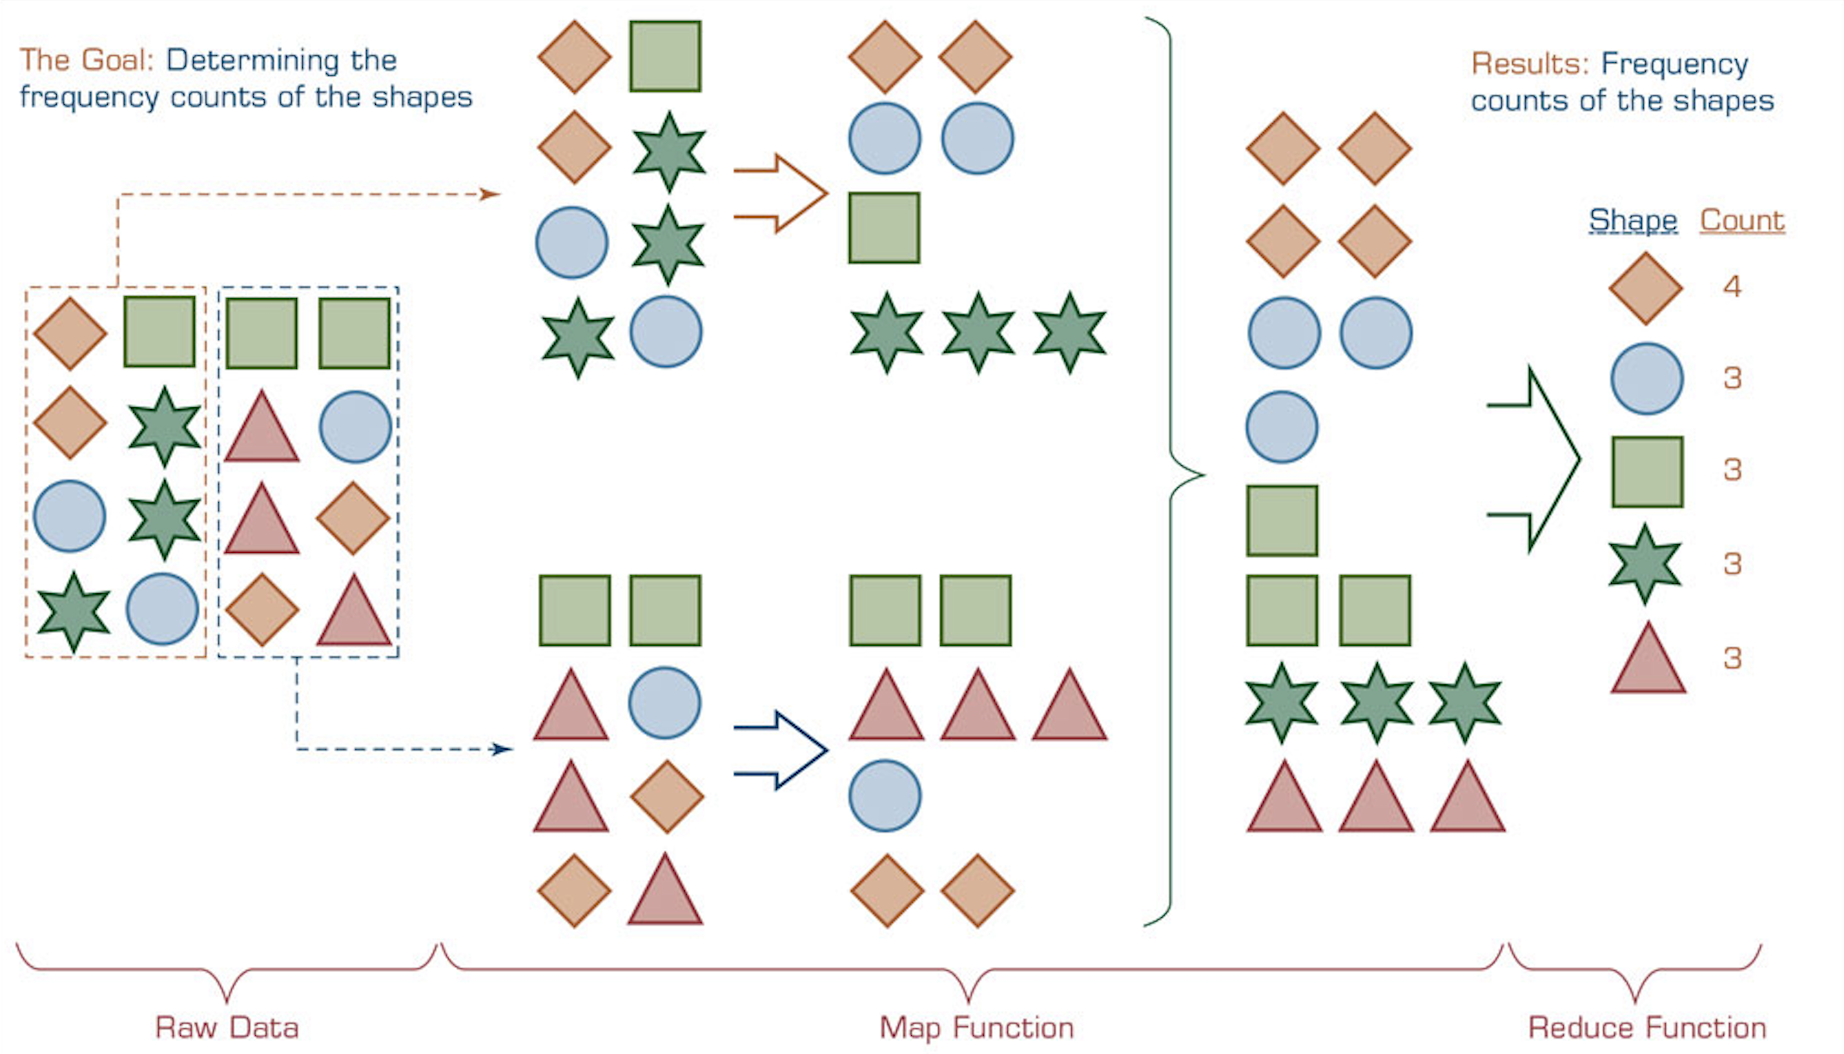 The Goal: Determining the
frequency counts of the shapes
Results: Frequency
counts of the shapes
Shape Count
4
3
3
3
3
Raw Data
Map Function
Reduce Function